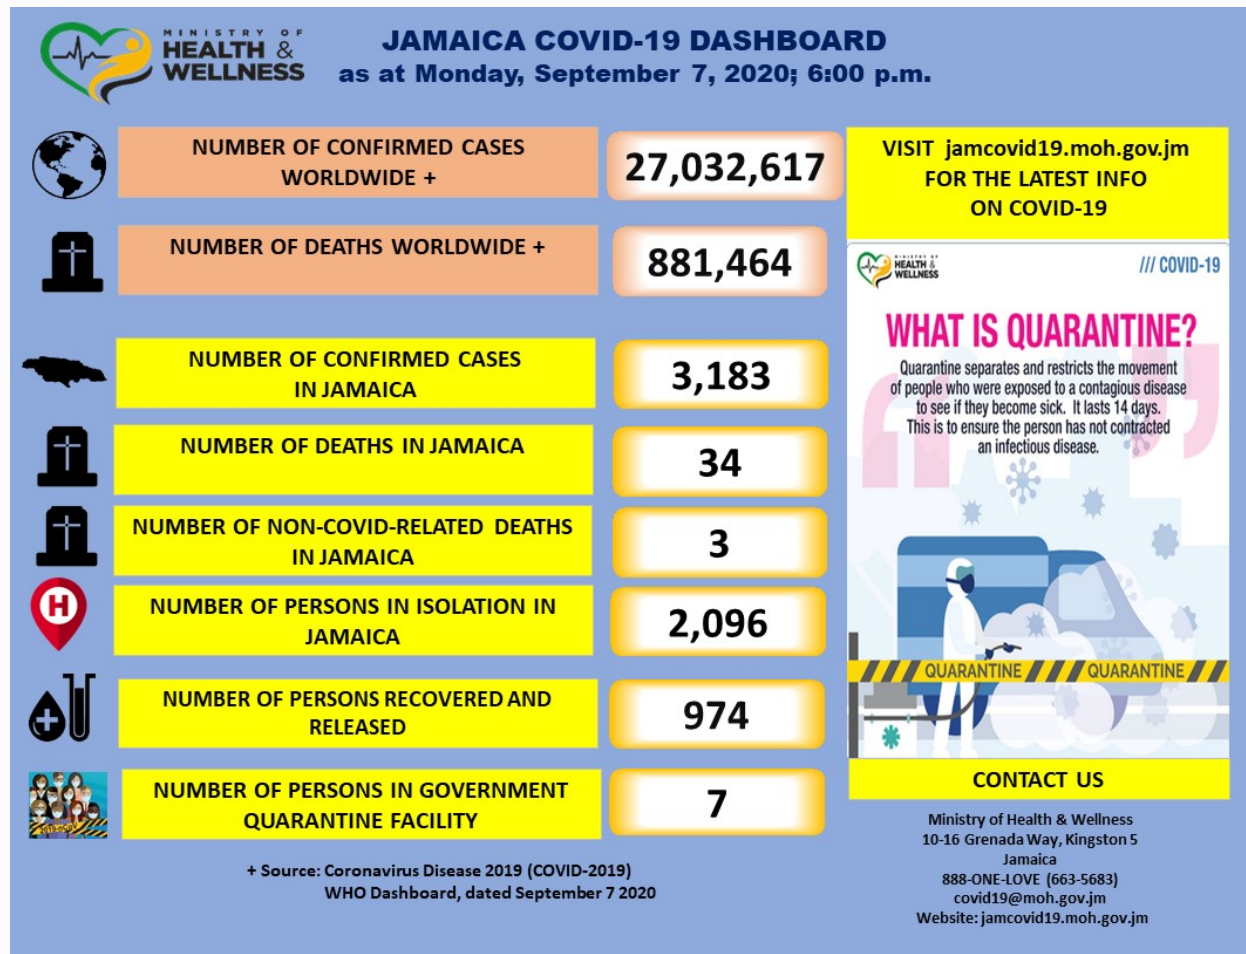 MINISTRY OF
HEALTH &
WELLNESS
JAMAICA COVID-19 DASHBOARD
as at Monday, September 7, 2020; 6:00 p.m.
NUMBER OF CONFIRMED CASES
WORLDWIDE +
27,032,617
NUMBER OF DEATHS WORLDWIDE +
881,464
NUMBER OF CONFIRMED CASES
IN JAMAICA
3,183
NUMBER OF DEATHS IN JAMAICA
34
NUMBER OF NON-COVID-RELATED DEATHS
IN JAMAICA
3
H
NUMBER OF PERSONS IN ISOLATION IN
JAMAICA
2,096
NUMBER OF PERSONS RECOVERED AND
RELEASED
974
2019-nCoV
NUMBER OF PERSONS IN GOVERNMENT
QUARANTINE FACILITY
7
+ Source: Coronavirus Disease 2019 (COVID-2019)
WHO Dashboard, dated September 7 2020
VISIT jamcovid19.moh.gov.jm
FOR THE LATEST INFO
ON COVID-19
MINISTRY OF
HEALTH &
WELLNESS
/// COVID-19
WHAT IS QUARANTINE?
Quarantine separates and restricts the movement
of people who were exposed to a contagious disease
to see if they become sick. It lasts 14 days.
This is to ensure the person has not contracted
an infectious disease.
QUARANTINE QUARANTINE
CONTACT US
Ministry of Health & Wellness
10-16 Grenada Way, Kingston 5
Jamaica
888-ONE-LOVE (663-5683)
covid19@moh.gov.jm
Website: jamcovid19.moh.gov.jm